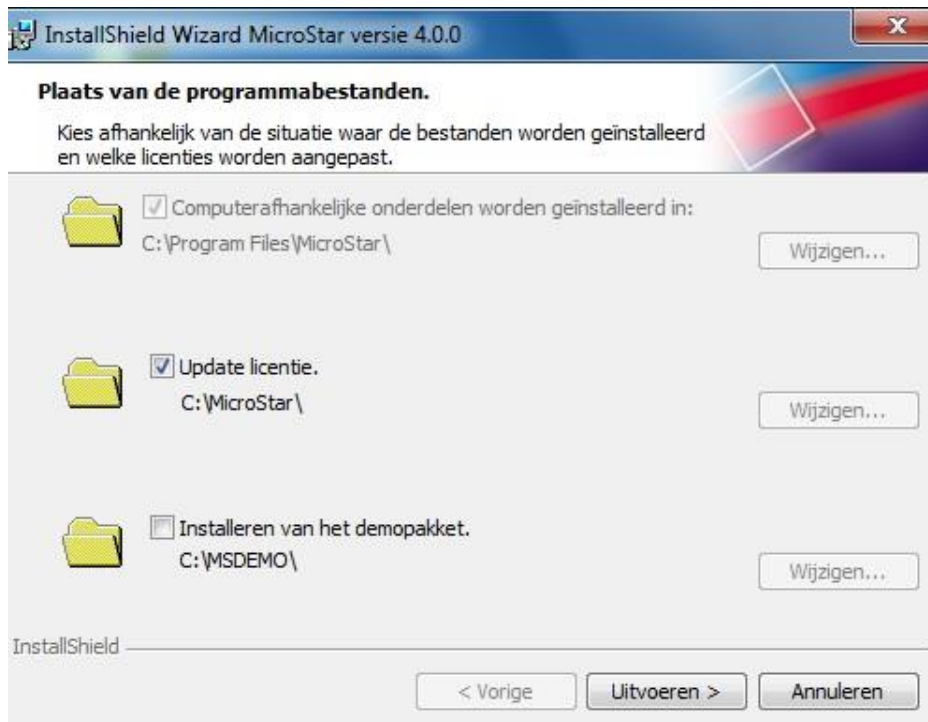 InstallShield Wizard MicroStar versie 4.0.0
Plaats van de programmabestanden.
Kies afhankelijk van de situatie waar de bestanden worden geïnstalleerd
en welke licenties worden aangepast.
Computerafhankelijke onderdelen worden geïnstalleerd in:
C:\Program Files\MicroStar\
Wijzigen...
Update licentie.
C:\MicroStar\
Wijzigen...
Installeren van het demopakket.
C:\MSDEMO\
Wijzigen...
InstallShield
< Vorige
Uitvoeren >
Annuleren